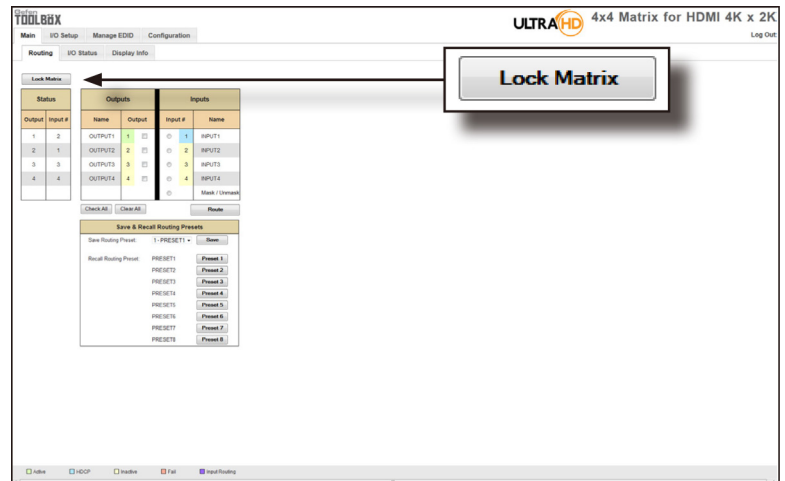 Gefen
TOOLBOX
ULTRA HD 4x4 Matrix for HDMI 4K x 2K
Main I/O Setup Manage EDID Configuration
Log Out
Routing I/O Status Display Info
Lock Matrix
Lock Matrix
Status Outputs Inputs
Output Input # Name Output Input # Name
1 2 OUTPUT1 1 1 INPUT1
2 1 OUTPUT2 2 2 INPUT2
3 3 OUTPUT3 3 3 INPUT3
4 4 OUTPUT4 4 4 INPUT4
Mask / Unmask
Check All Clear All Route
Save & Recall Routing Presets
Save Routing Preset: 1 - PRESET1 Save
Recall Routing Preset: PRESET1 Preset 1
PRESET2 Preset 2
PRESET3 Preset 3
PRESET4 Preset 4
PRESET5 Preset 5
PRESET6 Preset 6
PRESET7 Preset 7
PRESET8 Preset 8
Active HDCP Inactive Fail Input Routing